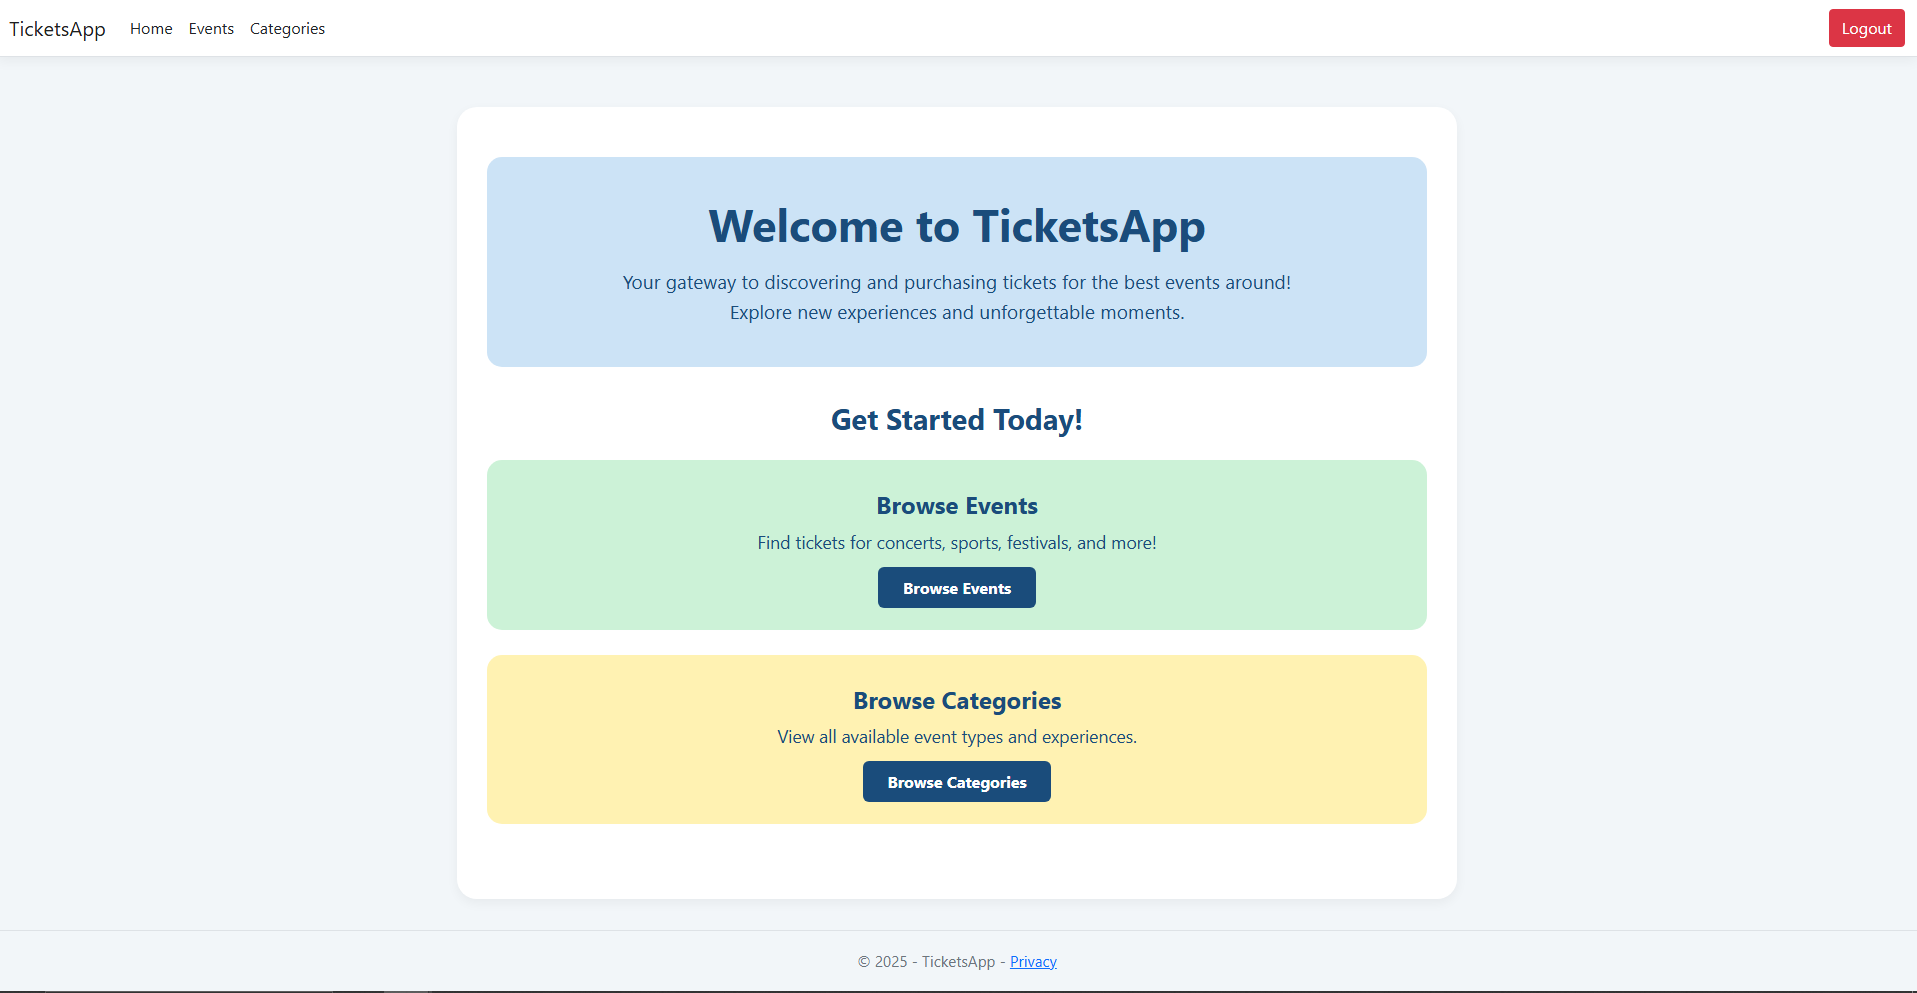 TicketsApp Home Events Categories Logout
Welcome to TicketsApp
Your gateway to discovering and purchasing tickets for the best events around!
Explore new experiences and unforgettable moments.
Get Started Today!
Browse Events
Find tickets for concerts, sports, festivals, and more!
Browse Events
Browse Categories
View all available event types and experiences.
Browse Categories
© 2025 - TicketsApp - Privacy